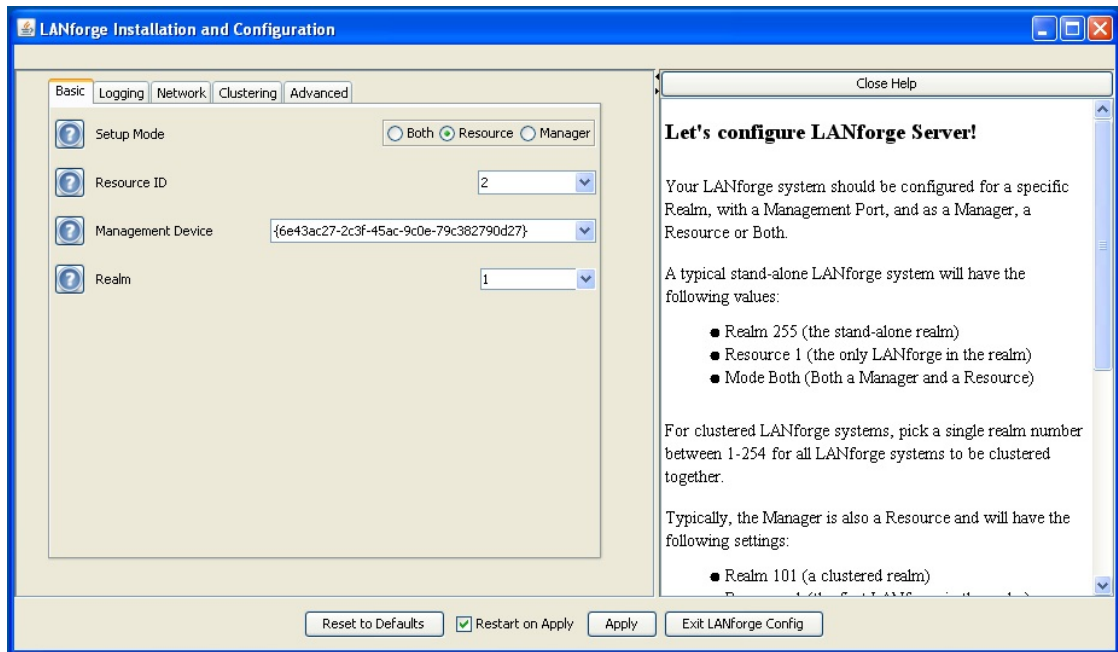 LANforge Installation and Configuration
Basic Logging Network Clustering Advanced
Setup Mode Both Resource Manager
Resource ID 2
Management Device {6e43ac27-2c3f-45ac-9c0e-79c382790d27}
Realm 1
Close Help
Let's configure LANforge Server!
Your LANforge system should be configured for a specific
Realm, with a Management Port, and as a Manager, a
Resource or Both.
A typical stand-alone LANforge system will have the
following values:
● Realm 255 (the stand-alone realm)
● Resource 1 (the only LANforge in the realm)
● Mode Both (Both a Manager and a Resource)
For clustered LANforge systems, pick a single realm number
between 1-254 for all LANforge systems to be clustered
together.
Typically, the Manager is also a Resource and will have the
following settings:
● Realm 101 (a clustered realm)
Reset to Defaults Restart on Apply Apply Exit LANforge Config